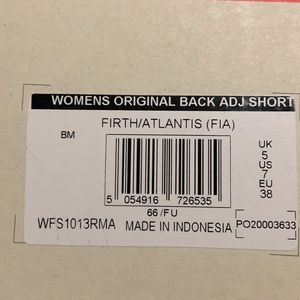 WOMENS ORIGINAL BACK ADJ SHORT
FIRTH/ATLANTIS (FIA)
BM
UK
5
US
7
EU
38
5 054916 726535
66 /FU
WFS1013RMA MADE IN INDONESIA PO20003633